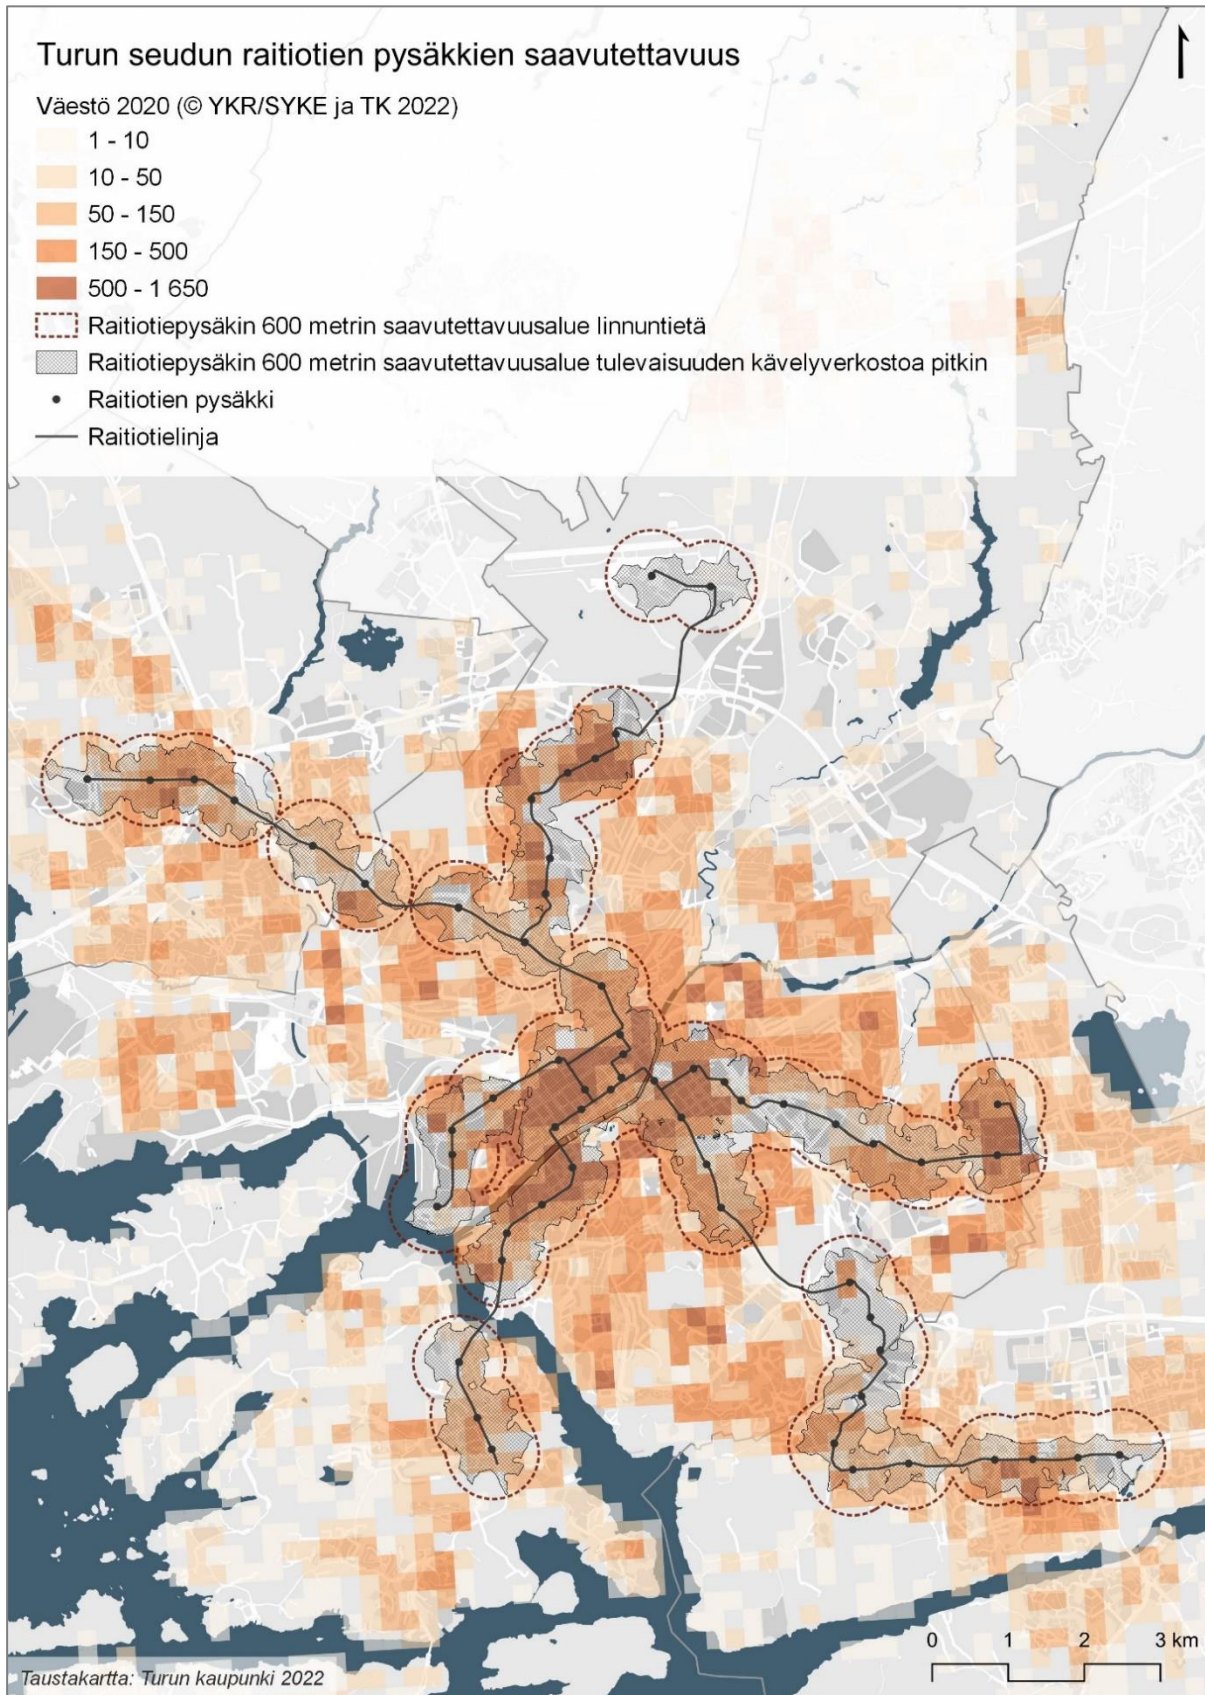 Turun seudun raitiotien pysäkkien saavutettavuus
Väestö 2020 (© YKR/SYKE ja TK 2022)
1 - 10
10 - 50
50 - 150
150 - 500
500 - 1 650
Raitiotiepysäkin 600 metrin saavutettavuusalue linnuntietä
Raitiotiepysäkin 600 metrin saavutettavuusalue tulevaisuuden kävelyverkostoa pitkin
Raitiotien pysäkki
Raitiotielinja
0 1 2 3 km
Taustakartta: Turun kaupunki 2022